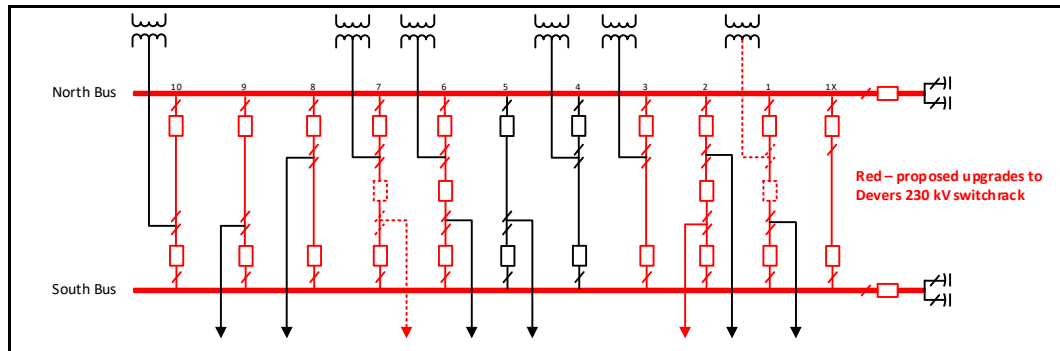 North Bus
10 9 8 7 6 5 4 3 2 1 1X
Red – proposed upgrades to
Devers 230 kV switchrack
South Bus